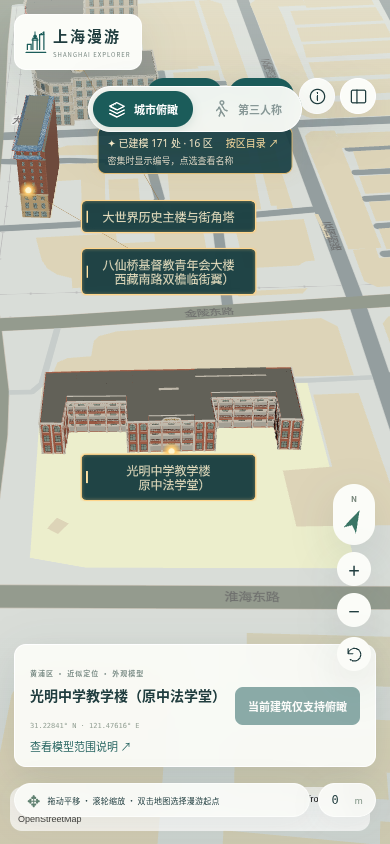 上海漫游
SHANGHAI EXPLORER
城市俯瞰
第三人称
✦ 已建模 171 处 · 16 区 按区目录 ↗
密集时显示编号，点选查看名称
大世界历史主楼与街角塔
八仙桥基督教青年会大楼
西藏南路双檐临街翼）
金陵东路
光明中学教学楼
原中法学堂）
N
淮海东路
+
−
黄浦区 · 近似定位 · 外观模型
光明中学教学楼（原中法学堂）
当前建筑仅支持俯瞰
31.22841° N · 121.47616° E
查看模型范围说明 ↗
拖动平移 · 滚轮缩放 · 双击地图选择漫游起点
0 m
OpenStreetMap